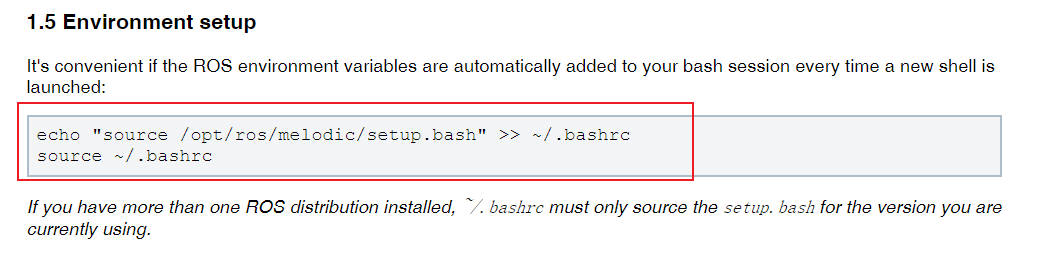 1.5 Environment setup
It's convenient if the ROS environment variables are automatically added to your bash session every time a new shell is
launched:
echo "source /opt/ros/melodic/setup.bash" >> ~/.bashrc
source ~/.bashrc
If you have more than one ROS distribution installed, ~/.bashrc must only source the setup.bash for the version you are
currently using.